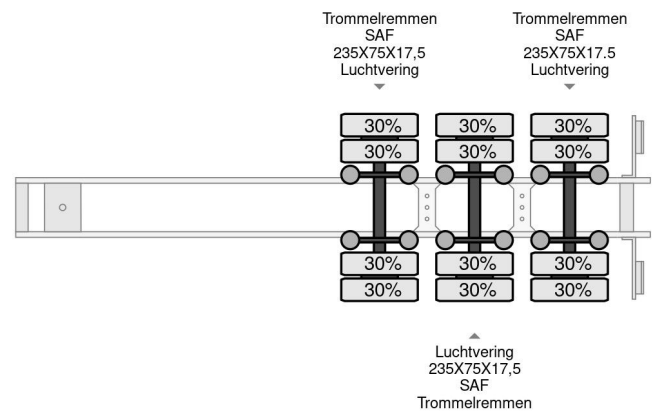 Trommelremmen
SAF
235X75X17,5
Luchtvering
Trommelremmen
SAF
235X75X17.5
Luchtvering
30% 30% 30%
30% 30% 30%
30% 30% 30%
30% 30% 30%
Luchtvering
235X75X17,5
SAF
Trommelremmen